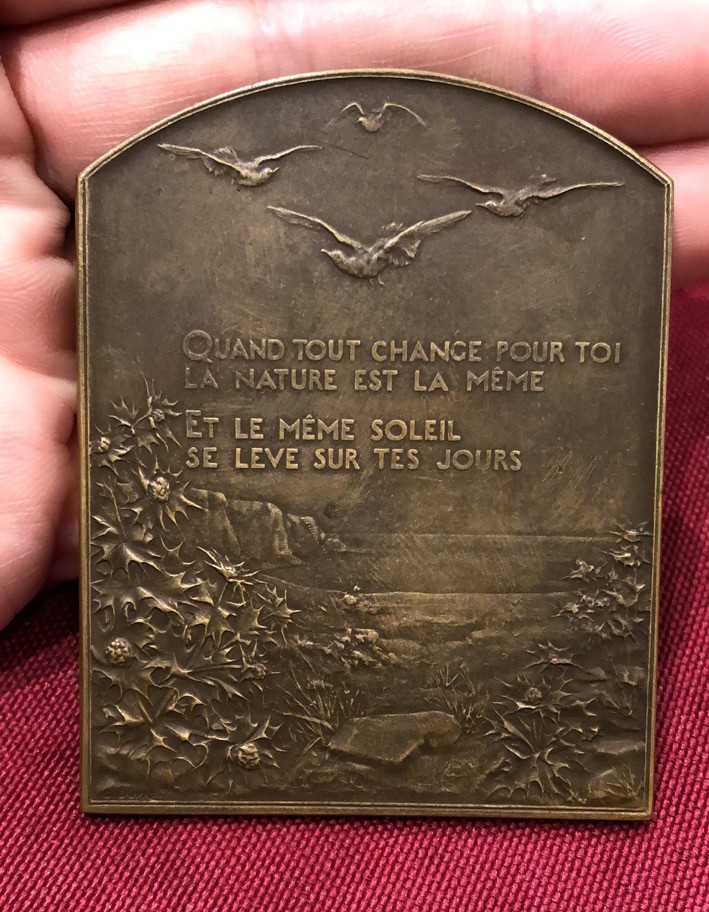 QUAND TOUT CHANGE POUR TOI
LA NATURE EST LA MÊME
ET LE MÊME SOLEIL
SE LEVE SUR TES JOURS